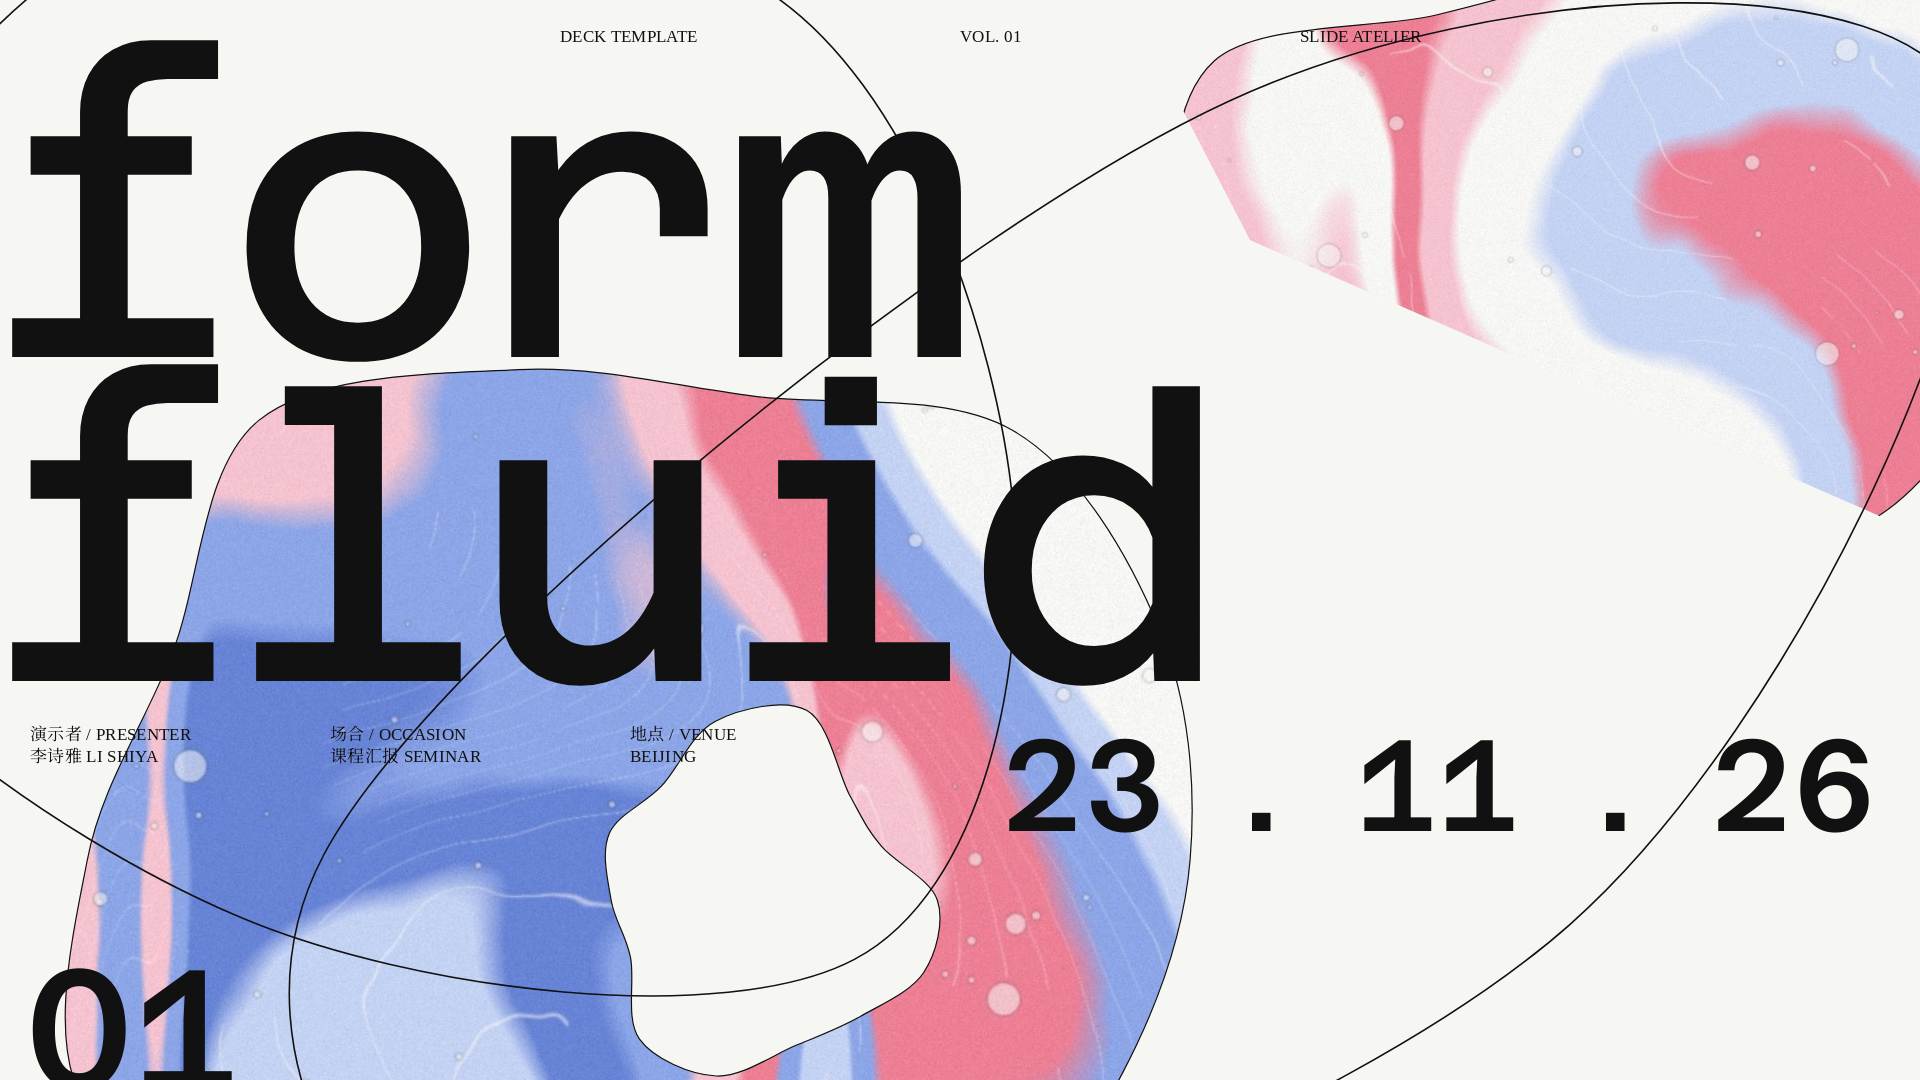 DECK TEMPLATE
VOL. 01
SLIDE ATELIER
form
fluid
演示者 / PRESENTER
李诗雅 LI SHIYA
场合 / OCCASION
课程汇报 SEMINAR
地点 / VENUE
BEIJING
23 . 11 . 26
01